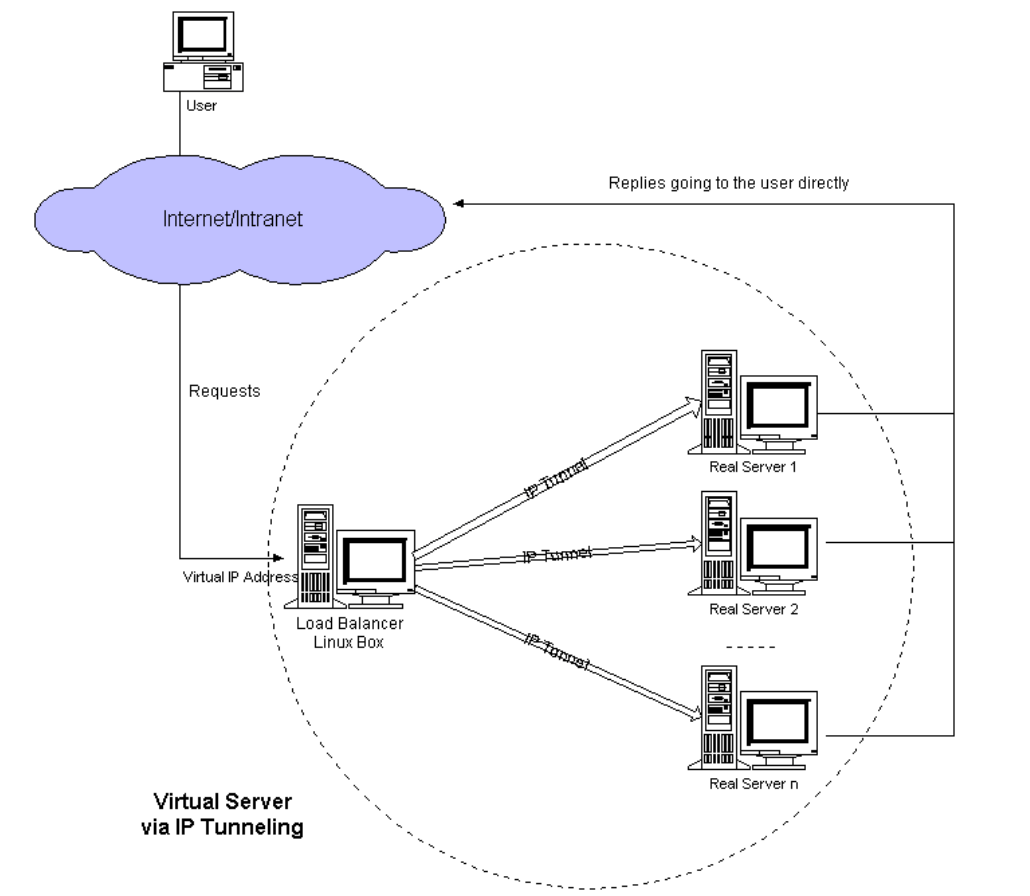 User
Replies going to the user directly
Internet/Intranet
Requests
IP Tunnel
Real Server 1
IP Tunnel
Virtual IP Address
Real Server 2
Load Balancer
Linux Box
IP Tunnel
Real Server n
Virtual Server
via IP Tunneling